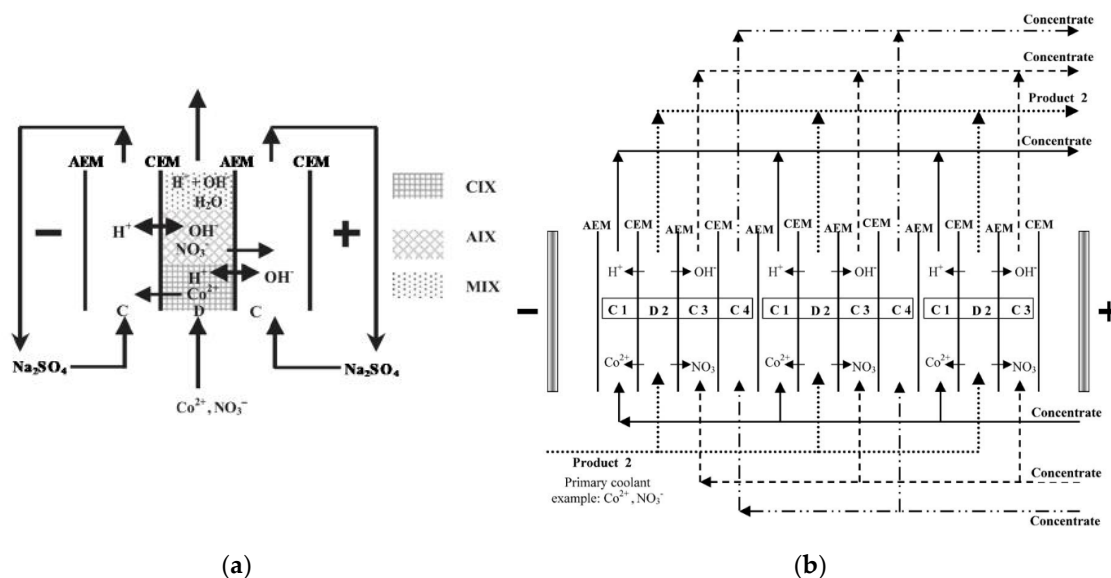 AEM CEM AEM CEM
H⁺ + OH⁻
H₂O
− H⁺ OH⁻ +
NO₃⁻
H⁺ OH⁻
Co²⁺
C D C
Na₂SO₄ Na₂SO₄
Co²⁺, NO₃⁻
CIX
AIX
MIX
(a)
Concentrate
Concentrate
Product 2
Concentrate
AEM CEM AEM CEM AEM CEM AEM CEM AEM CEM AEM CEM
H⁺ OH⁻ H⁺ OH⁻ H⁺ OH⁻
− C 1 D 2 C 3 C 4 C 1 D 2 C 3 C 4 C 1 D 2 C 3 +
Co²⁺ NO₃ Co²⁺ NO₃ Co²⁺ NO₃
Concentrate
Product 2
Primary coolant
example: Co²⁺, NO₃⁻
Concentrate
Concentrate
(b)